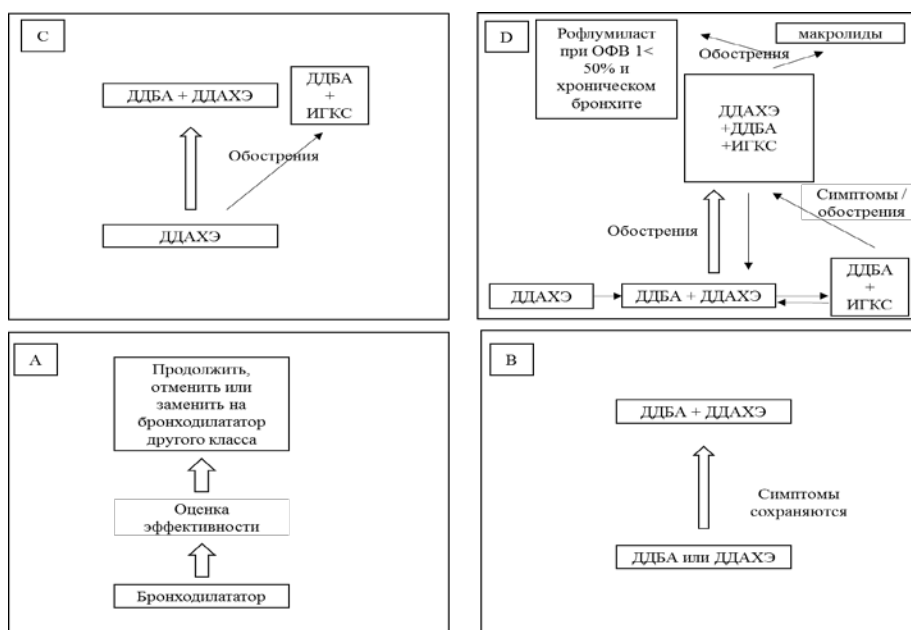 C
ДДБА + ДДАХЭ
ДДБА
+
ИГКС
Обострения
ДДАХЭ
D
Рофлумиласт
при ОФВ 1<
50% и
хроническом
бронхите
макролиды
Обострения
ДДАХЭ
+ДДБА
+ИГКС
Симптомы /
обострения
Обострения
ДДАХЭ
ДДБА + ДДАХЭ
ДДБА
+
ИГКС
A
Продолжить,
отменить или
заменить на
бронходилататор
другого класса
Оценка
эффективности
Бронходилататор
B
ДДБА + ДДАХЭ
Симптомы
сохраняются
ДДБА или ДДАХЭ